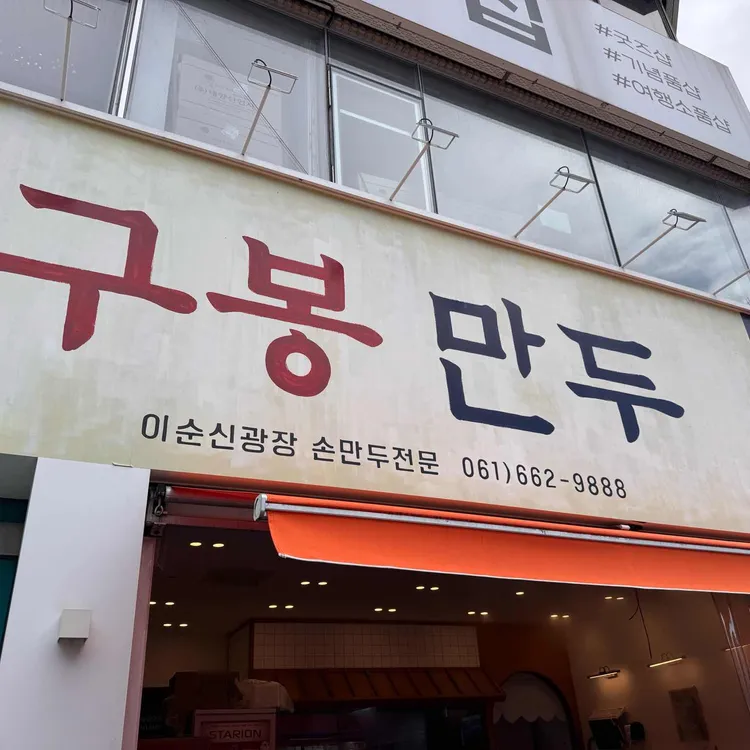 집
#굿즈샵
#기념품샵
#여행소품샵
구봉 만두
이순신광장 손만두전문 061)662-9888
STARION